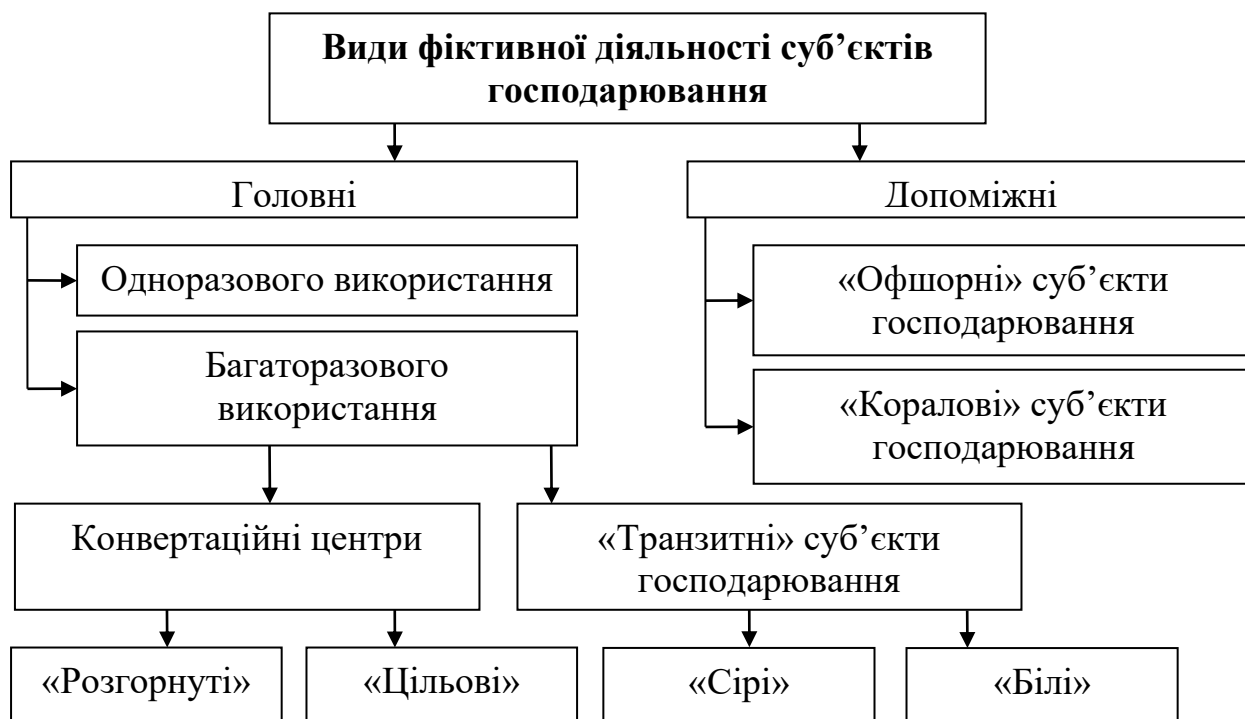 Види фіктивної діяльності суб’єктів
господарювання
Головні
Допоміжні
Одноразового використання
«Офшорні» суб’єкти
господарювання
Багаторазового
використання
«Коралові» суб’єкти
господарювання
Конвертаційні центри
«Транзитні» суб’єкти
господарювання
«Розгорнуті»
«Цільові»
«Сірі»
«Білі»